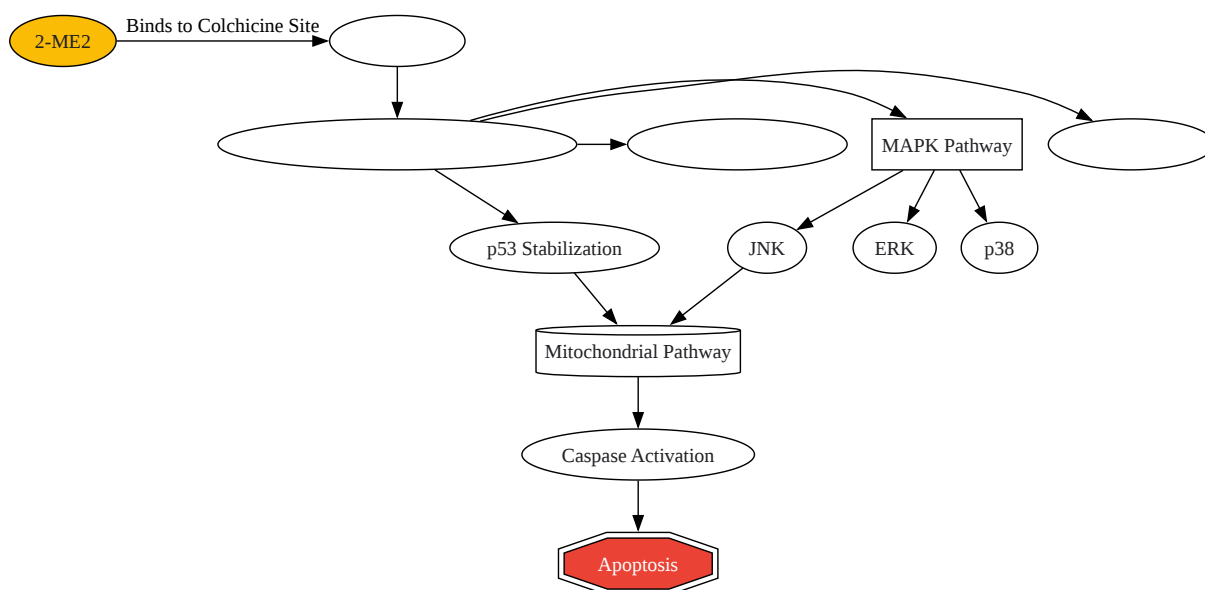 2-ME2
Binds to Colchicine Site
MAPK Pathway
p53 Stabilization
JNK
ERK
p38
Mitochondrial Pathway
Caspase Activation
Apoptosis